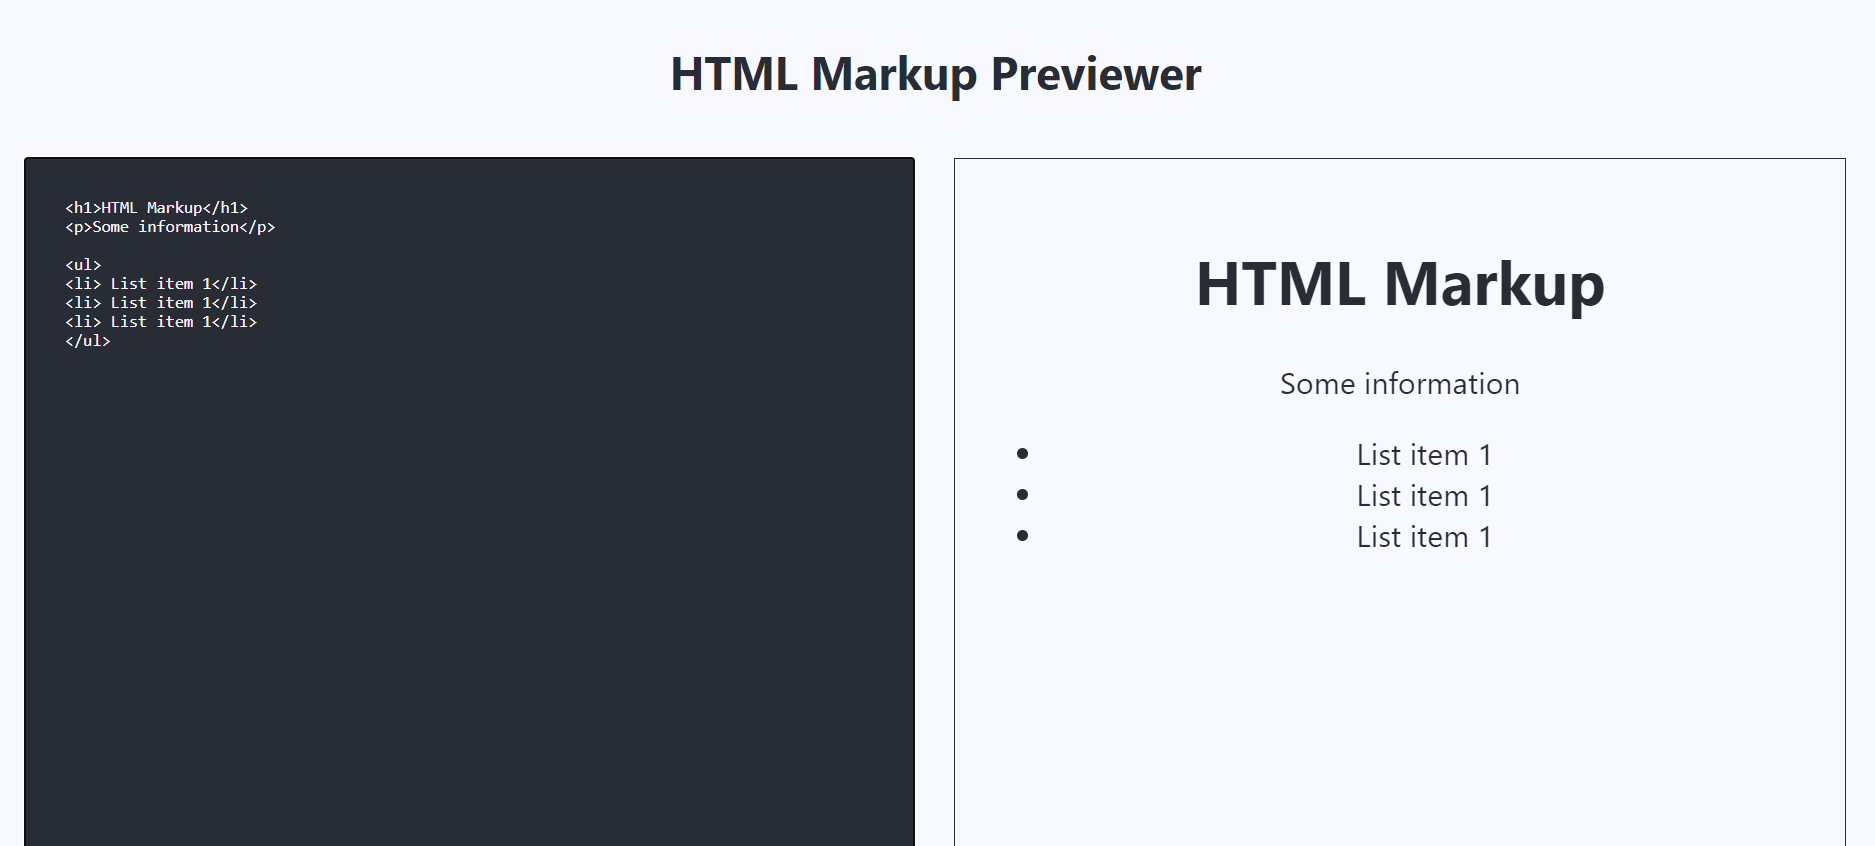 HTML Markup Previewer
<h1>HTML Markup</h1>
<p>Some information</p>
<ul>
<li> List item 1</li>
<li> List item 1</li>
<li> List item 1</li>
</ul>
HTML Markup
Some information
• List item 1
• List item 1
• List item 1